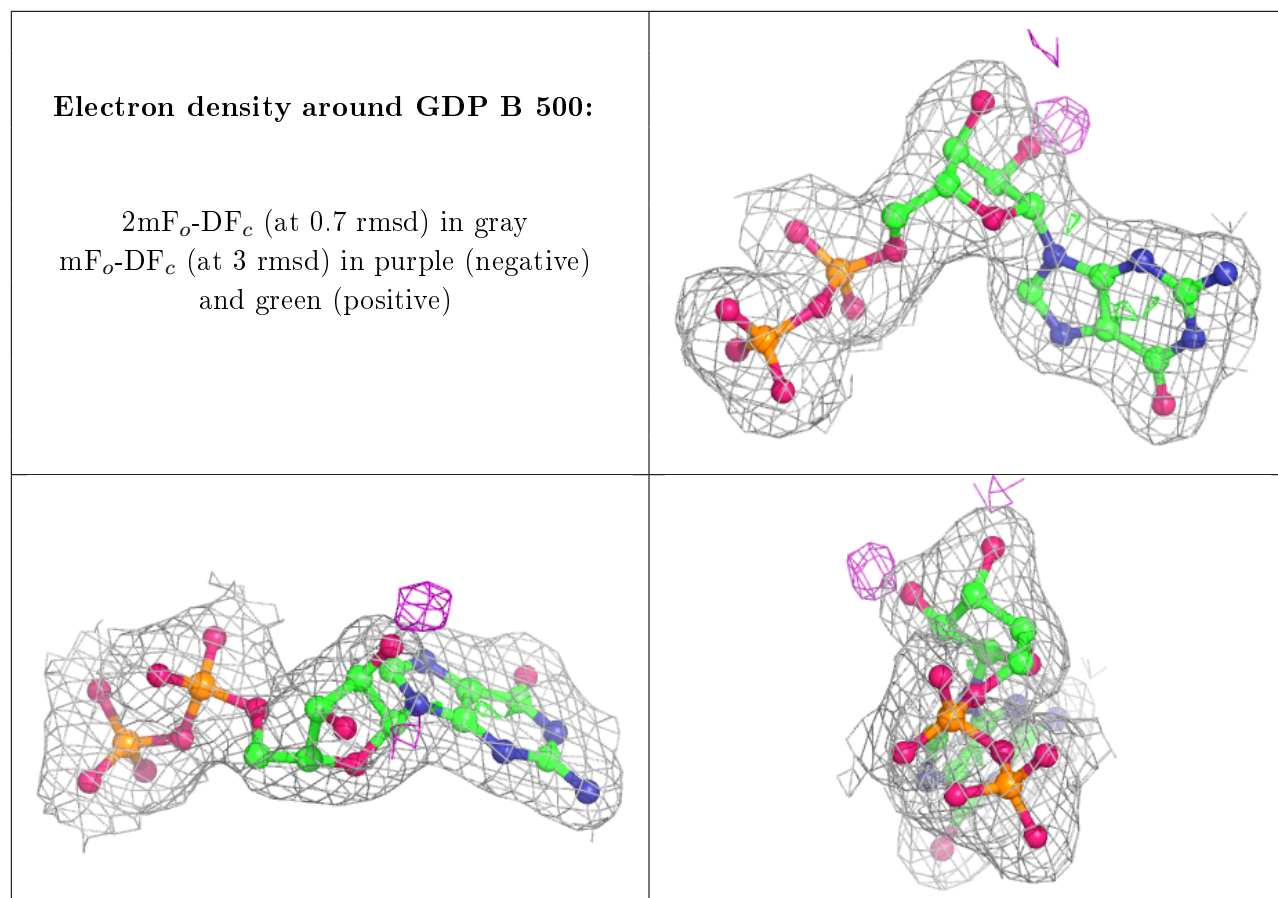 Electron density around GDP B 500:
2mFₒ-DF𝒸 (at 0.7 rmsd) in gray
mFₒ-DF𝒸 (at 3 rmsd) in purple (negative)
and green (positive)